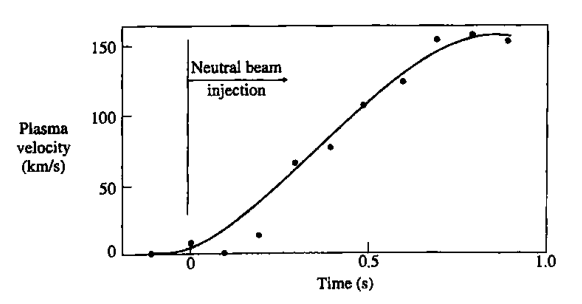 150
100
50
0
Plasma
velocity
(km/s)
Neutral beam
injection
0
0.5
1.0
Time (s)